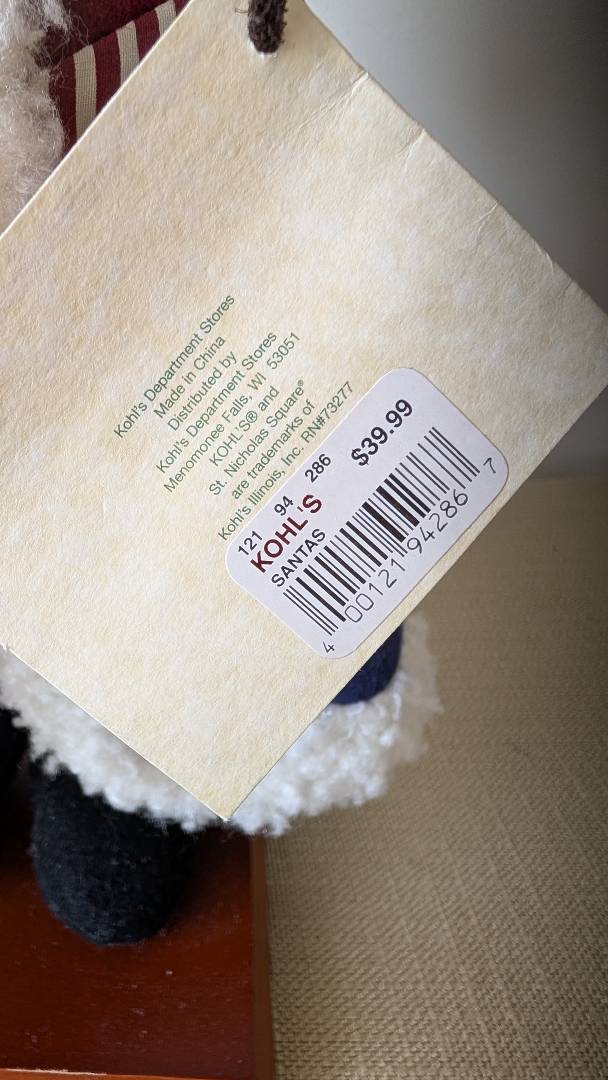 Kohl's Department Stores
Made in China
Distributed by
Kohl's Department Stores
Menomonee Falls, WI 53051
KOHL'S® and
St. Nicholas Square®
are trademarks of
Kohl's Illinois, Inc. RN#73277
121 94 286
KOHL'S $39.99
SANTAS
4 00121 94286 7